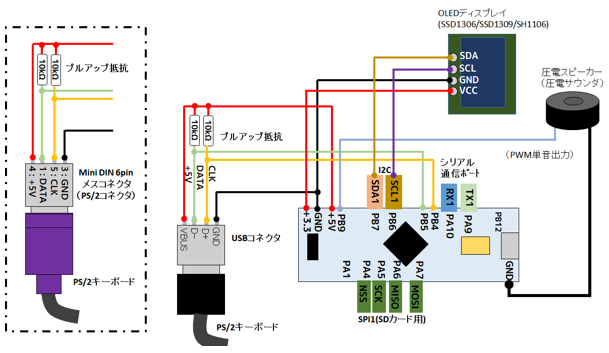 OLEDディスプレイ
(SSD1306/SSD1309/SH1106)
SDA
SCL
GND
VCC
圧電スピーカー
(圧電サウンダ)
(PWM単音出力)
10kΩ
10kΩ
プルアップ抵抗
4：+5V
1：DATA
5：CLK
3：GND
Mini DIN 6pin
メスコネクタ
(PS/2コネクタ)
PS/2キーボード
10kΩ
10kΩ
プルアップ抵抗
+5V
DATA
CLK
VBUS
D-
D+
GND
USBコネクタ
PS/2キーボード
I2C
SDA1
SCL1
シリアル
通信ポート
RX1
TX1
+3.3
GND
+5V
PB9
PB7
PB6
PB5
PB4
PA10
PA9
PB12
GND
PA1
PA4
PA5
PA6
PA7
NSS
SCK
MISO
MOSI
SPI1(SDカード用)